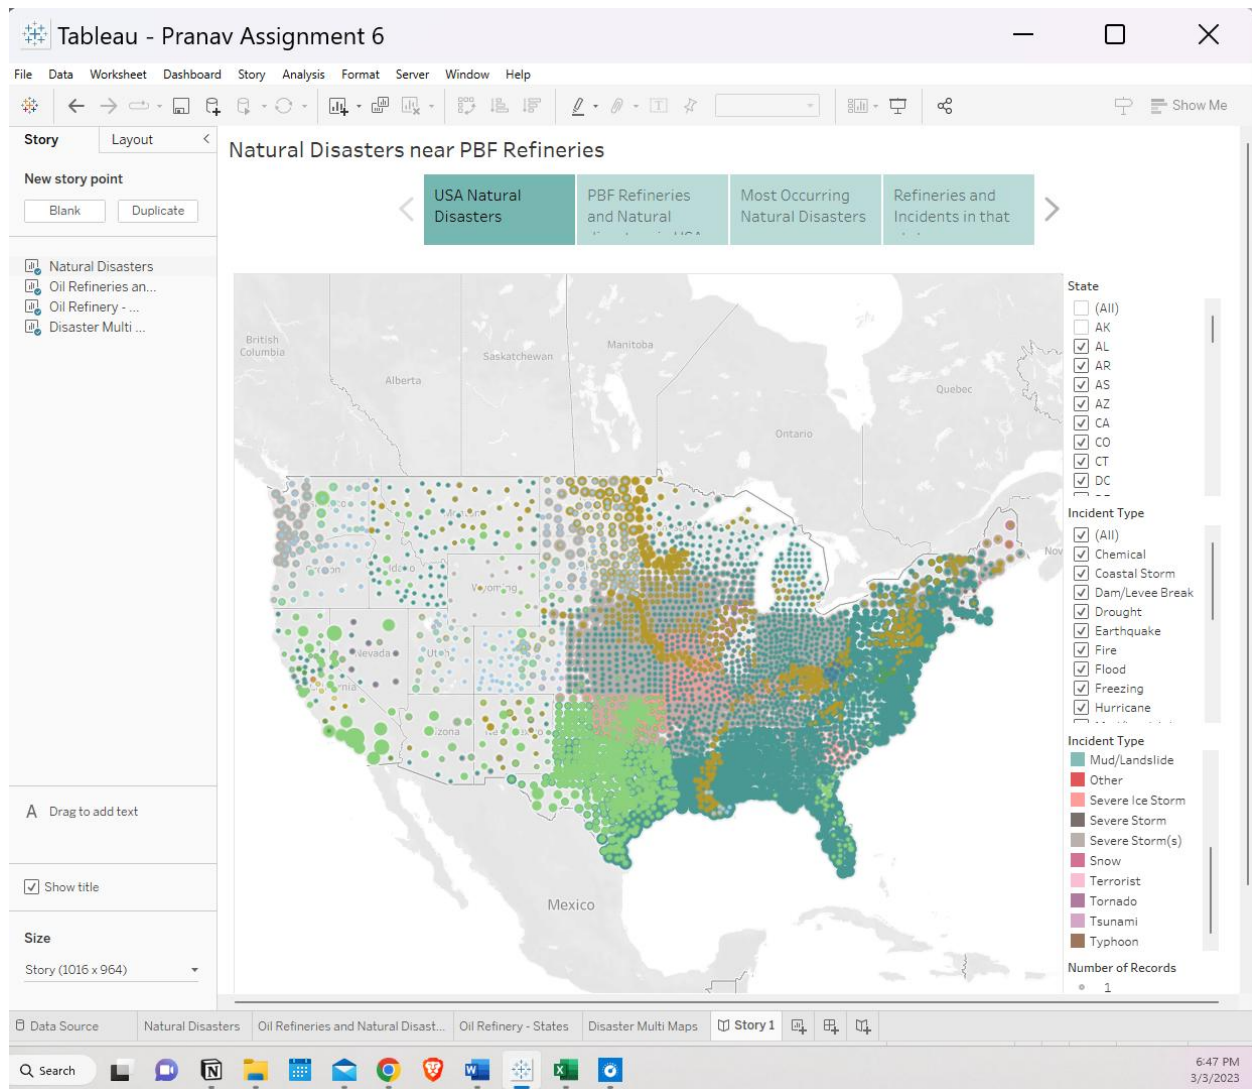 Tableau - Pranav Assignment 6
File Data Worksheet Dashboard Story Analysis Format Server Window Help
Show Me
Story Layout
New story point
Blank Duplicate
Natural Disasters
Oil Refineries an...
Oil Refinery - ...
Disaster Multi ...
Drag to add text
Show title
Size
Story (1016 x 964)
Natural Disasters near PBF Refineries
USA Natural
Disasters
PBF Refineries
and Natural
Most Occurring
Natural Disasters
Refineries and
Incidents in that
British
Columbia
Alberta
Saskatchewan
Manitoba
Ontario
Quebec
Nov
Wyoming
Nevada
Mexico
State
(All)
AK
AL
AR
AS
AZ
CA
CO
CT
DC
Incident Type
(All)
Chemical
Coastal Storm
Dam/Levee Break
Drought
Earthquake
Fire
Flood
Freezing
Hurricane
Incident Type
Mud/Landslide
Other
Severe Ice Storm
Severe Storm
Severe Storm(s)
Snow
Terrorist
Tornado
Tsunami
Typhoon
Number of Records
1
Data Source Natural Disasters Oil Refineries and Natural Disast... Oil Refinery - States Disaster Multi Maps Story 1
Search
6:47 PM
3/3/2023